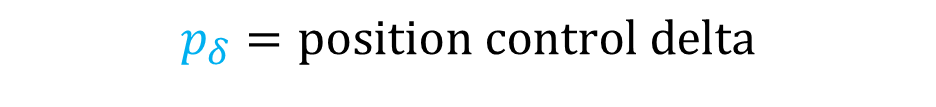 p_δ = position control delta